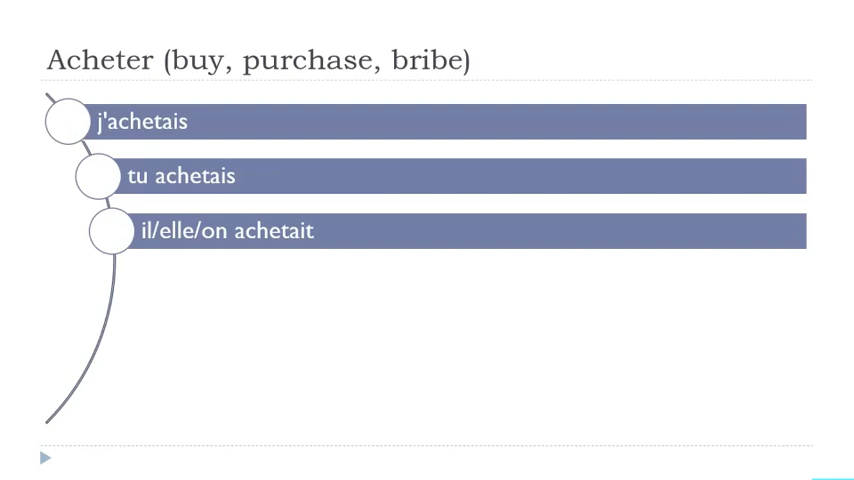 Acheter (buy, purchase, bribe)
j'achetais
tu achetais
il/elle/on achetait